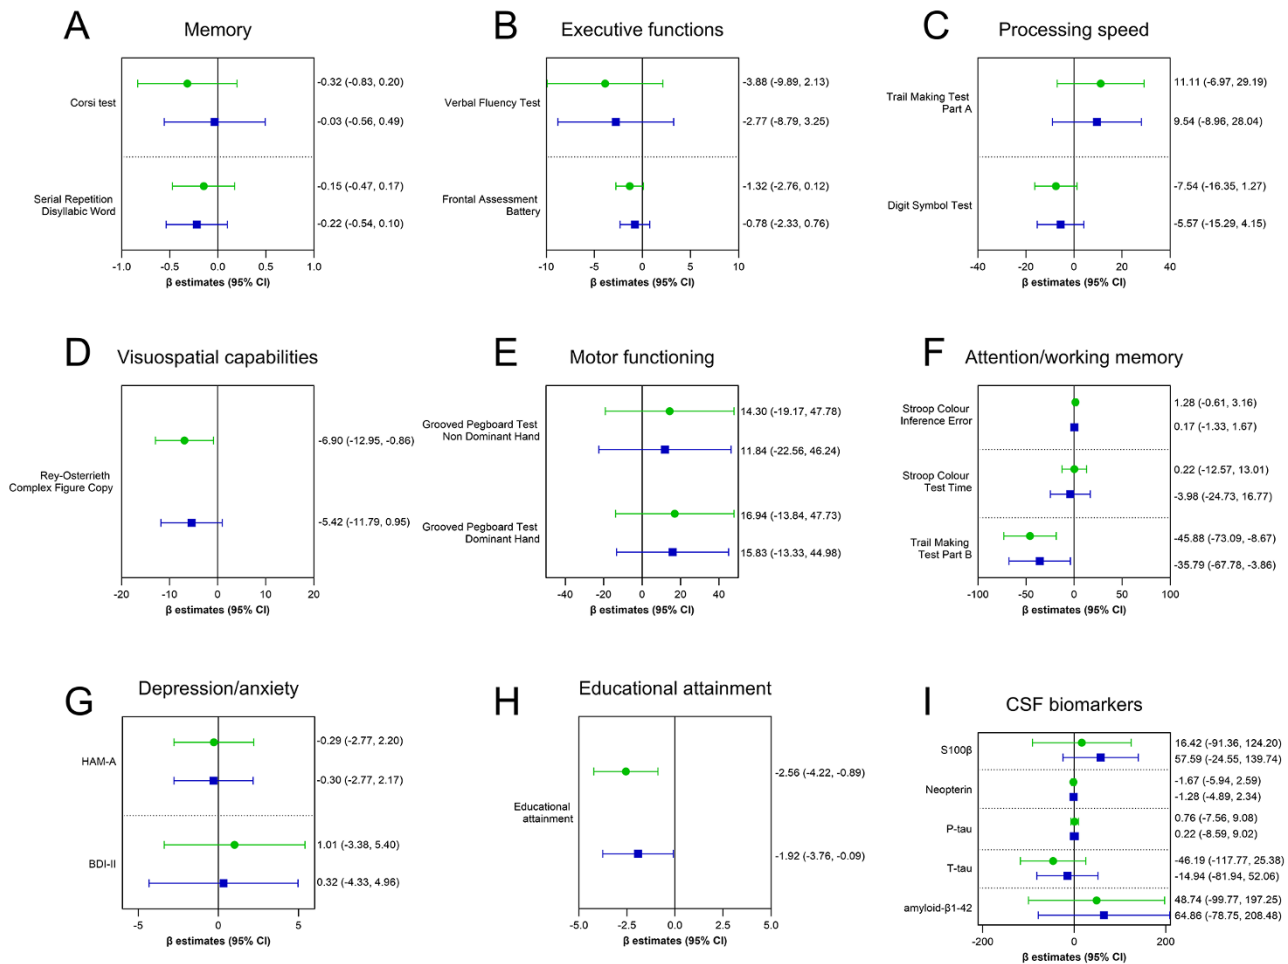 A
Memory
Corsi test
-0.32 (-0.83, 0.20)
-0.03 (-0.56, 0.49)
Serial Repetition
Disyllabic Word
-0.15 (-0.47, 0.17)
-0.22 (-0.54, 0.10)
-1.0 -0.5 0.0 0.5 1.0
β estimates (95% CI)
B
Executive functions
Verbal Fluency Test
-3.88 (-9.89, 2.13)
-2.77 (-8.79, 3.25)
Frontal Assessment
Battery
-1.32 (-2.76, 0.12)
-0.78 (-2.33, 0.76)
-10 -5 0 5 10
β estimates (95% CI)
C
Processing speed
Trail Making Test
Part A
11.11 (-6.97, 29.19)
9.54 (-8.96, 28.04)
Digit Symbol Test
-7.54 (-16.35, 1.27)
-5.57 (-15.29, 4.15)
-40 -20 0 20 40
β estimates (95% CI)
D
Visuospatial capabilities
Rey-Osterrieth
Complex Figure Copy
-6.90 (-12.95, -0.86)
-5.42 (-11.79, 0.95)
-20 -10 0 10 20
β estimates (95% CI)
E
Motor functioning
Grooved Pegboard Test
Non Dominant Hand
14.30 (-19.17, 47.78)
11.84 (-22.56, 46.24)
Grooved Pegboard Test
Dominant Hand
16.94 (-13.84, 47.73)
15.83 (-13.33, 44.98)
-40 -20 0 20 40
β estimates (95% CI)
F
Attention/working memory
Stroop Colour
Inference Error
1.28 (-0.61, 3.16)
0.17 (-1.33, 1.67)
Stroop Colour
Test Time
0.22 (-12.57, 13.01)
-3.98 (-24.73, 16.77)
Trail Making
Test Part B
-45.88 (-73.09, -8.67)
-35.79 (-67.78, -3.86)
-100 -50 0 50 100
β estimates (95% CI)
G
Depression/anxiety
HAM-A
-0.29 (-2.77, 2.20)
-0.30 (-2.77, 2.17)
BDI-II
1.01 (-3.38, 5.40)
0.32 (-4.33, 4.96)
-5 0 5
β estimates (95% CI)
H
Educational attainment
Educational
attainment
-2.56 (-4.22, -0.89)
-1.92 (-3.76, -0.09)
-5.0 -2.5 0.0 2.5 5.0
β estimates (95% CI)
I
CSF biomarkers
S100β
16.42 (-91.36, 124.20)
57.59 (-24.55, 139.74)
Neopterin
-1.67 (-5.94, 2.59)
-1.28 (-4.89, 2.34)
P-tau
0.76 (-7.56, 9.08)
0.22 (-8.59, 9.02)
T-tau
-46.19 (-117.77, 25.38)
-14.94 (-81.94, 52.06)
amyloid-β1-42
48.74 (-99.77, 197.25)
64.86 (-78.75, 208.48)
-200 0 200
β estimates (95% CI)